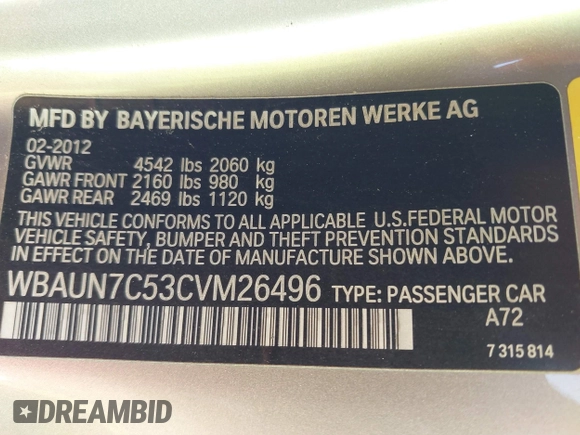 MFD BY BAYERISCHE MOTOREN WERKE AG
02-2012
GVWR 4542 lbs 2060 kg
GAWR FRONT 2160 lbs 980 kg
GAWR REAR 2469 lbs 1120 kg
THIS VEHICLE CONFORMS TO ALL APPLICABLE U.S.FEDERAL MOTOR
VEHICLE SAFETY, BUMPER AND THEFT PREVENTION STANDARDS
IN EFFECT ON THE DATE OF MANUFACTURE SHOWN ABOVE.
WBAUN7C53CVM26496 TYPE: PASSENGER CAR
A72
7 315 814
DREAMBID